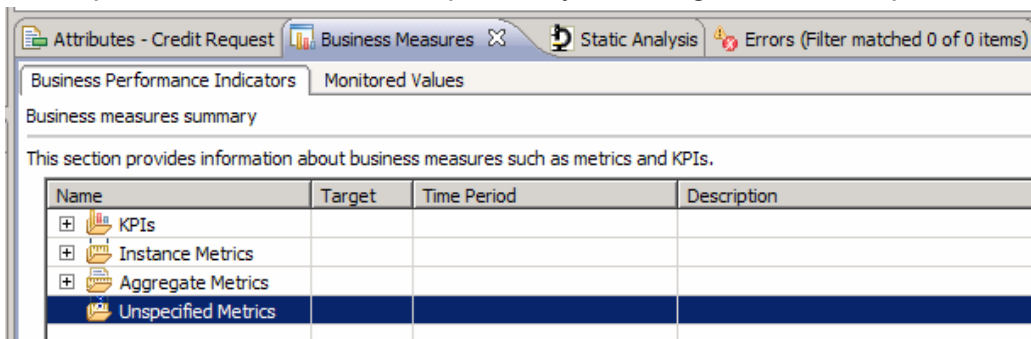 Attributes - Credit Request Business Measures Static Analysis Errors (Filter matched 0 of 0 items)
Business Performance Indicators Monitored Values
Business measures summary
This section provides information about business measures such as metrics and KPIs.
Name Target Time Period Description
KPIs
Instance Metrics
Aggregate Metrics
Unspecified Metrics